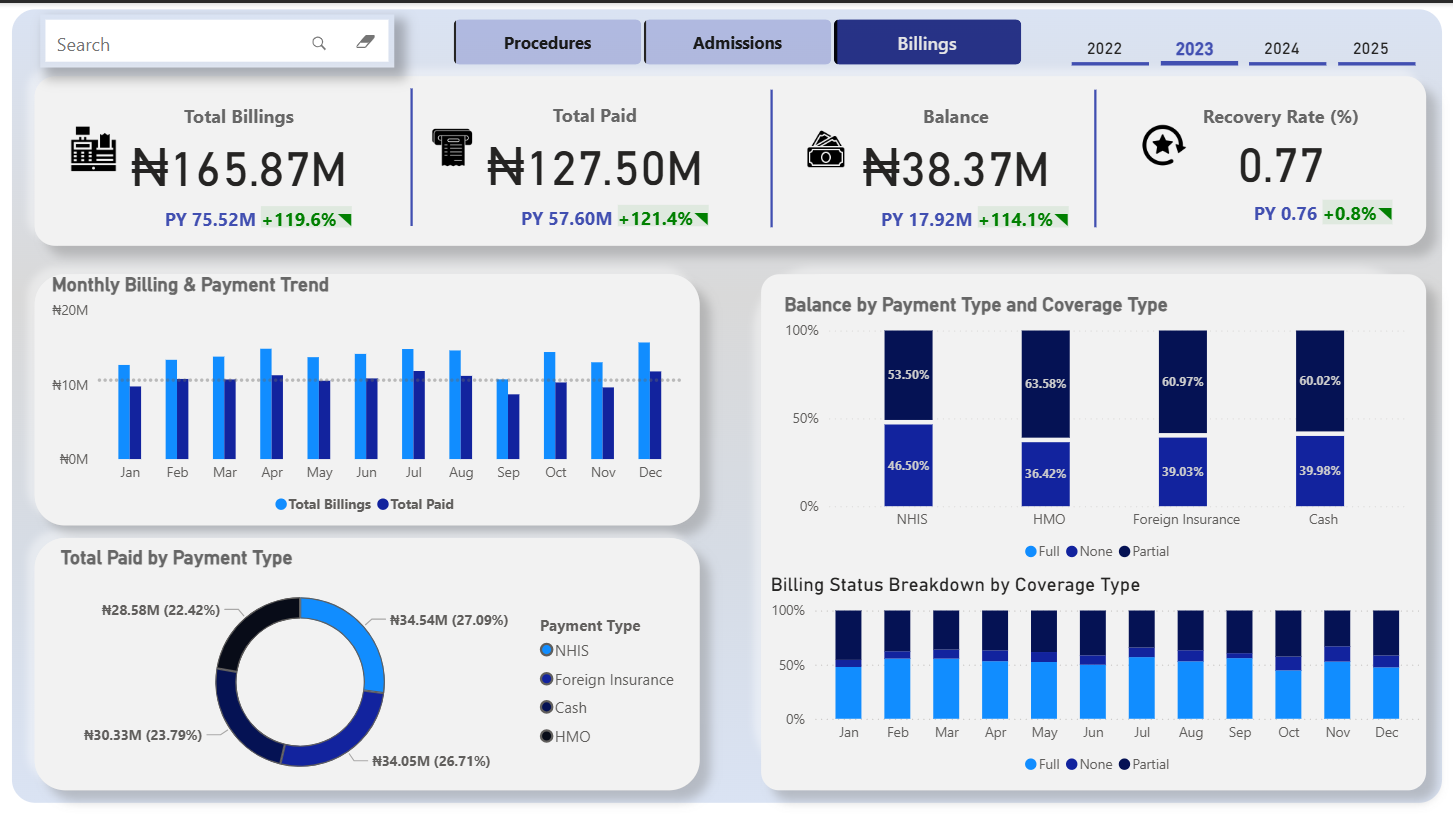 Search
Procedures
Admissions
Billings
2022
2023
2024
2025
Total Billings
₦165.87M
PY 75.52M +119.6%
Total Paid
₦127.50M
PY 57.60M +121.4%
Balance
₦38.37M
PY 17.92M +114.1%
Recovery Rate (%)
0.77
PY 0.76 +0.8%
Monthly Billing & Payment Trend
₦20M
₦10M
₦0M
Jan Feb Mar Apr May Jun Jul Aug Sep Oct Nov Dec
Total Billings Total Paid
Total Paid by Payment Type
₦28.58M (22.42%)
₦34.54M (27.09%)
₦30.33M (23.79%)
₦34.05M (26.71%)
Payment Type
NHIS
Foreign Insurance
Cash
HMO
Balance by Payment Type and Coverage Type
100%
50%
0%
53.50% 63.58% 60.97% 60.02%
46.50% 36.42% 39.03% 39.98%
NHIS HMO Foreign Insurance Cash
Full None Partial
Billing Status Breakdown by Coverage Type
100%
50%
0%
Jan Feb Mar Apr May Jun Jul Aug Sep Oct Nov Dec
Full None Partial